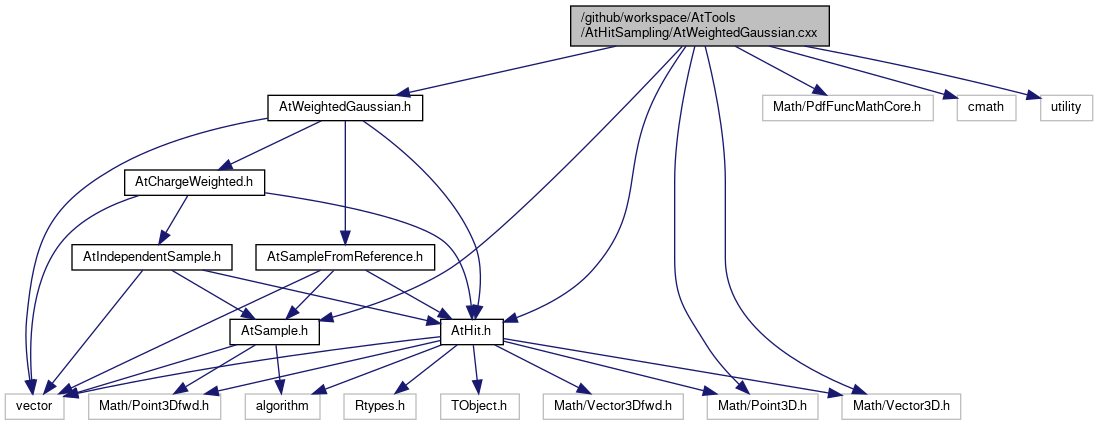 /github/workspace/AtTools
/AtHitSampling/AtWeightedGaussian.cxx
AtWeightedGaussian.h
Math/PdfFuncMathCore.h
cmath
utility
AtChargeWeighted.h
AtIndependentSample.h
AtSampleFromReference.h
AtSample.h
AtHit.h
vector
Math/Point3Dfwd.h
algorithm
Rtypes.h
TObject.h
Math/Vector3Dfwd.h
Math/Point3D.h
Math/Vector3D.h